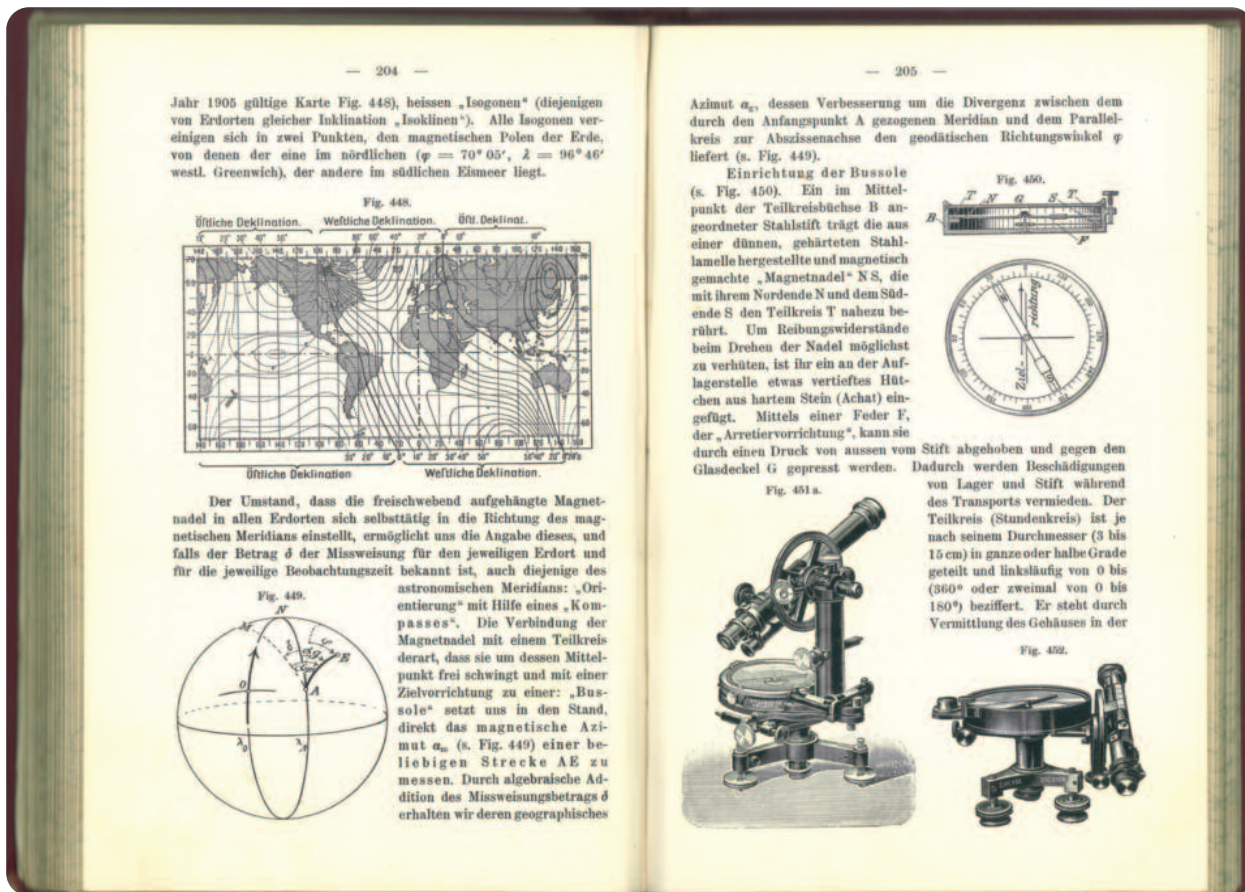 — 204 —
Jahr 1905 gültige Karte Fig. 448), heissen „Isogonen“ (diejenigen
von Erdorten gleicher Inklination „Isoklinen“). Alle Isogonen ver-
einigen sich in zwei Punkten, den magnetischen Polen der Erde,
von denen der eine im nördlichen (φ = 70° 05′, λ = 96° 46′
westl. Greenwich), der andere im südlichen Eismeer liegt.
Fig. 448.
Östliche Deklination. Westliche Deklination. Östl. Deklinat.
Östliche Deklination Westliche Deklination.
Der Umstand, dass die freischwebend aufgehängte Magnet-
nadel in allen Erdorten sich selbsttätig in die Richtung des mag-
netischen Meridians einstellt, ermöglicht uns die Angabe dieses, und
falls der Betrag δ der Missweisung für den jeweiligen Erdort und
für die jeweilige Beobachtungszeit bekannt ist, auch diejenige des
astronomischen Meridians: „Ori-
entierung“ mit Hilfe eines „Kom-
passes“. Die Verbindung der
Magnetnadel mit einem Teilkreis
derart, dass sie um dessen Mittel-
punkt frei schwingt und mit einer
Zielvorrichtung zu einer: „Bus-
sole“ setzt uns in den Stand,
direkt das magnetische Azi-
mut αm (s. Fig. 449) einer be-
liebigen Strecke AE zu
messen. Durch algebraische Ad-
dition des Missweisungsbetrags δ
erhalten wir deren geographisches
Fig. 449.
N
M
δ
φ
E
O
A
λ₀
— 205 —
Azimut αg, dessen Verbesserung um die Divergenz zwischen dem
durch den Anfangspunkt A gezogenen Meridian und dem Parallel-
kreis zur Abszissenachse den geodätischen Richtungswinkel φ
liefert (s. Fig. 449).
Einrichtung der Bussole
(s. Fig. 450). Ein im Mittel-
punkt der Teilkreisbüchse B an-
geordneter Stahlstift trägt die aus
einer dünnen, gehärteten Stahl-
lamelle hergestellte und magnetisch
gemachte „Magnetnadel“ NS, die
mit ihrem Nordende N und dem Süd-
ende S den Teilkreis T nahezu be-
rührt. Um Reibungswiderstände
beim Drehen der Nadel möglichst
zu verhüten, ist ihr ein an der Auf-
lagerstelle etwas vertieftes Hüt-
chen aus hartem Stein (Achat) ein-
gefügt. Mittels einer Feder F,
der „Arretiervorrichtung“, kann sie
durch einen Druck von aussen vom Stift abgehoben und gegen den
Glasdeckel G gepresst werden. Dadurch werden Beschädigungen
von Lager und Stift während
des Transports vermieden. Der
Teilkreis (Stundenkreis) ist je
nach seinem Durchmesser (3 bis
15 cm) in ganze oder halbe Grade
geteilt und linksläufig von 0 bis
(360° oder zweimal von 0 bis
180°) beziffert. Er steht durch
Vermittlung des Gehäuses in der
Fig. 450.
T N G S T
B
F
Ziel-richtung
Fig. 451 a.
Fig. 452.